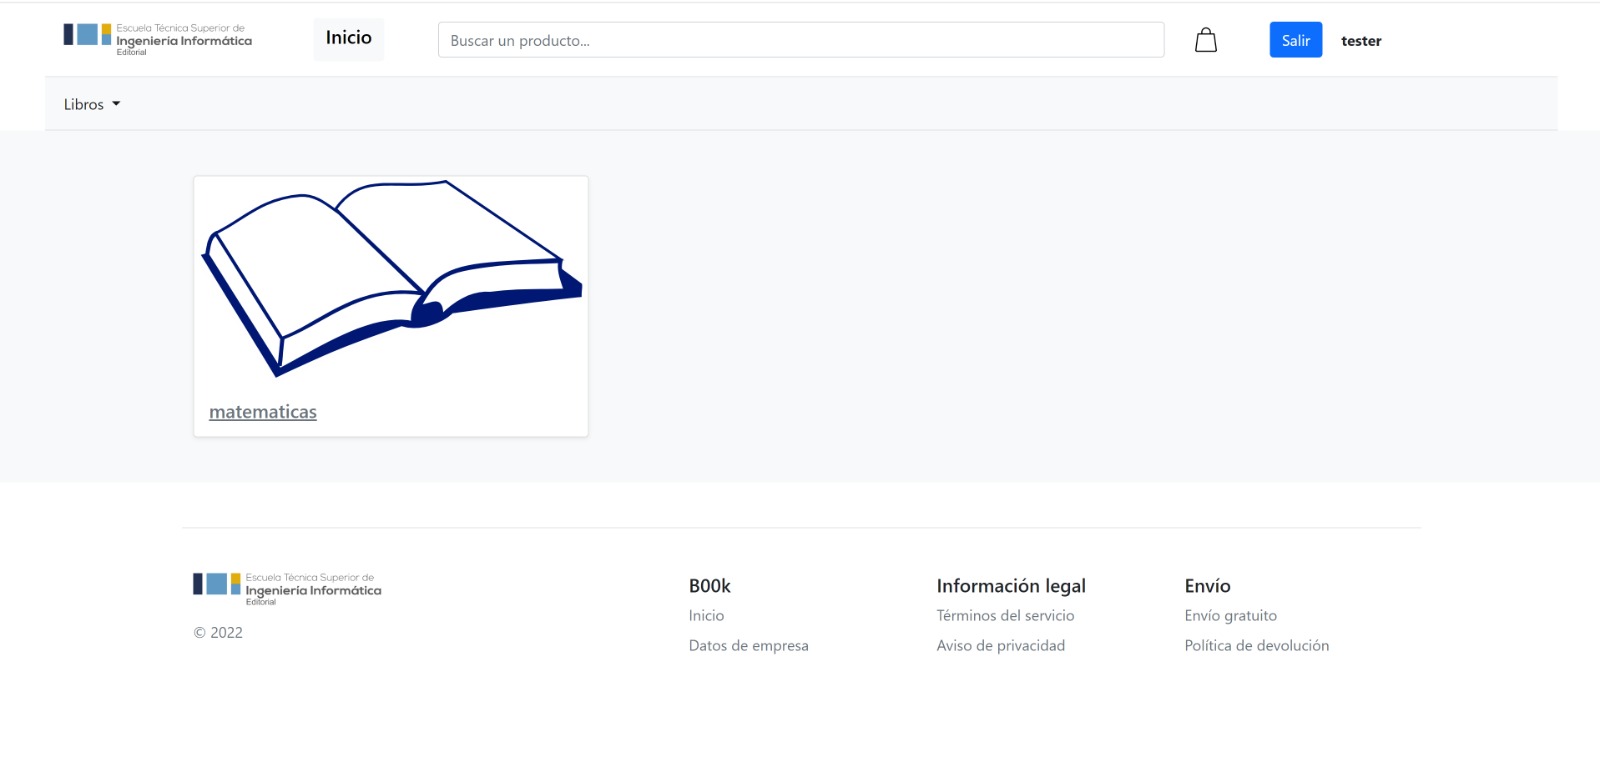 Escuela Técnica Superior de
Ingeniería Informática
Editorial
Inicio
Buscar un producto...
Salir
tester
Libros
matematicas
Escuela Técnica Superior de
Ingeniería Informática
Editorial
© 2022
B00k
Inicio
Datos de empresa
Información legal
Términos del servicio
Aviso de privacidad
Envío
Envío gratuito
Política de devolución